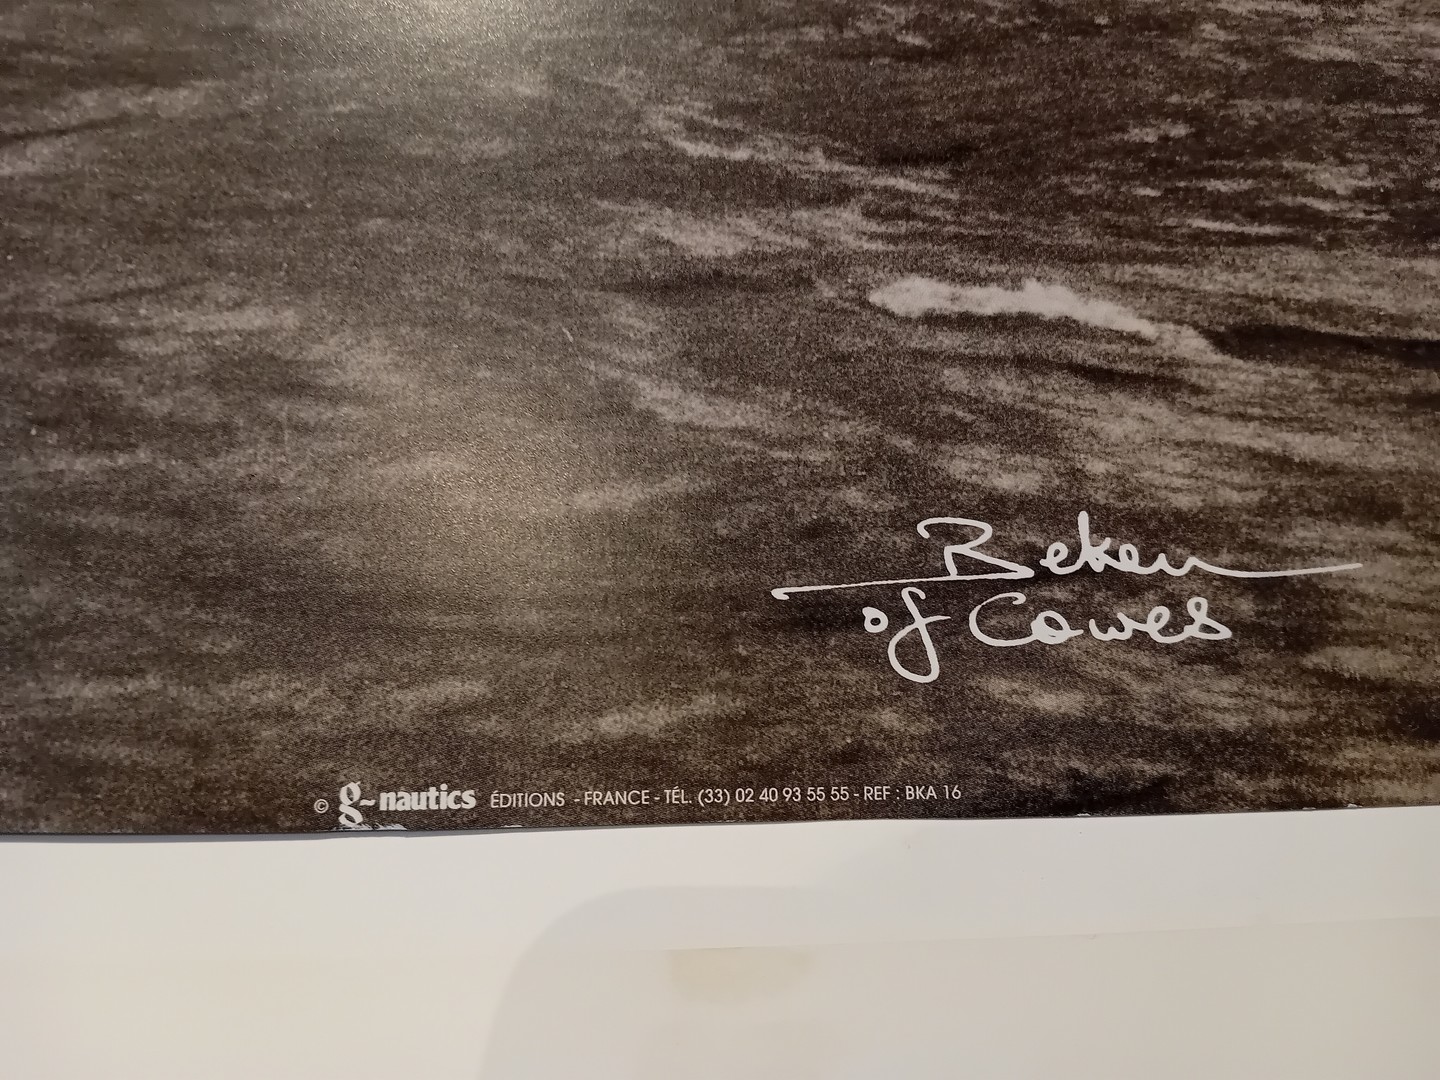 Beken
of Cowes
© g~nautics ÉDITIONS - FRANCE - TÉL. (33) 02 40 93 55 55 - REF : BKA 16